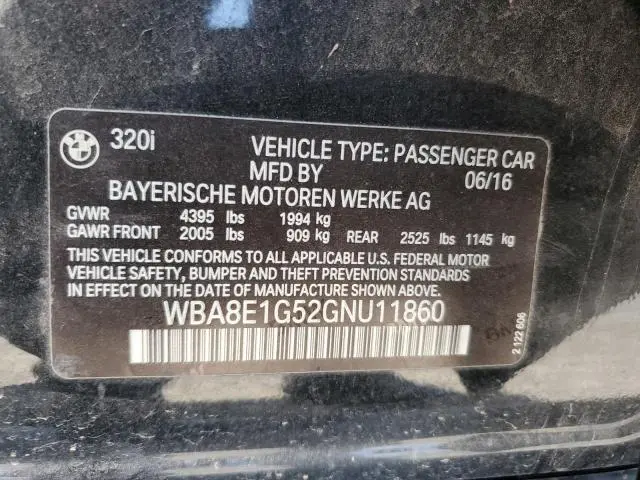 BMW
320i
VEHICLE TYPE: PASSENGER CAR
MFD BY 06/16
BAYERISCHE MOTOREN WERKE AG
GVWR 4395 lbs 1994 kg
GAWR FRONT 2005 lbs 909 kg REAR 2525 lbs 1145 kg
THIS VEHICLE CONFORMS TO ALL APPLICABLE U.S. FEDERAL MOTOR
VEHICLE SAFETY, BUMPER AND THEFT PREVENTION STANDARDS
IN EFFECT ON THE DATE OF MANUFACTURE SHOWN ABOVE.
WBA8E1G52GNU11860
2 122 606